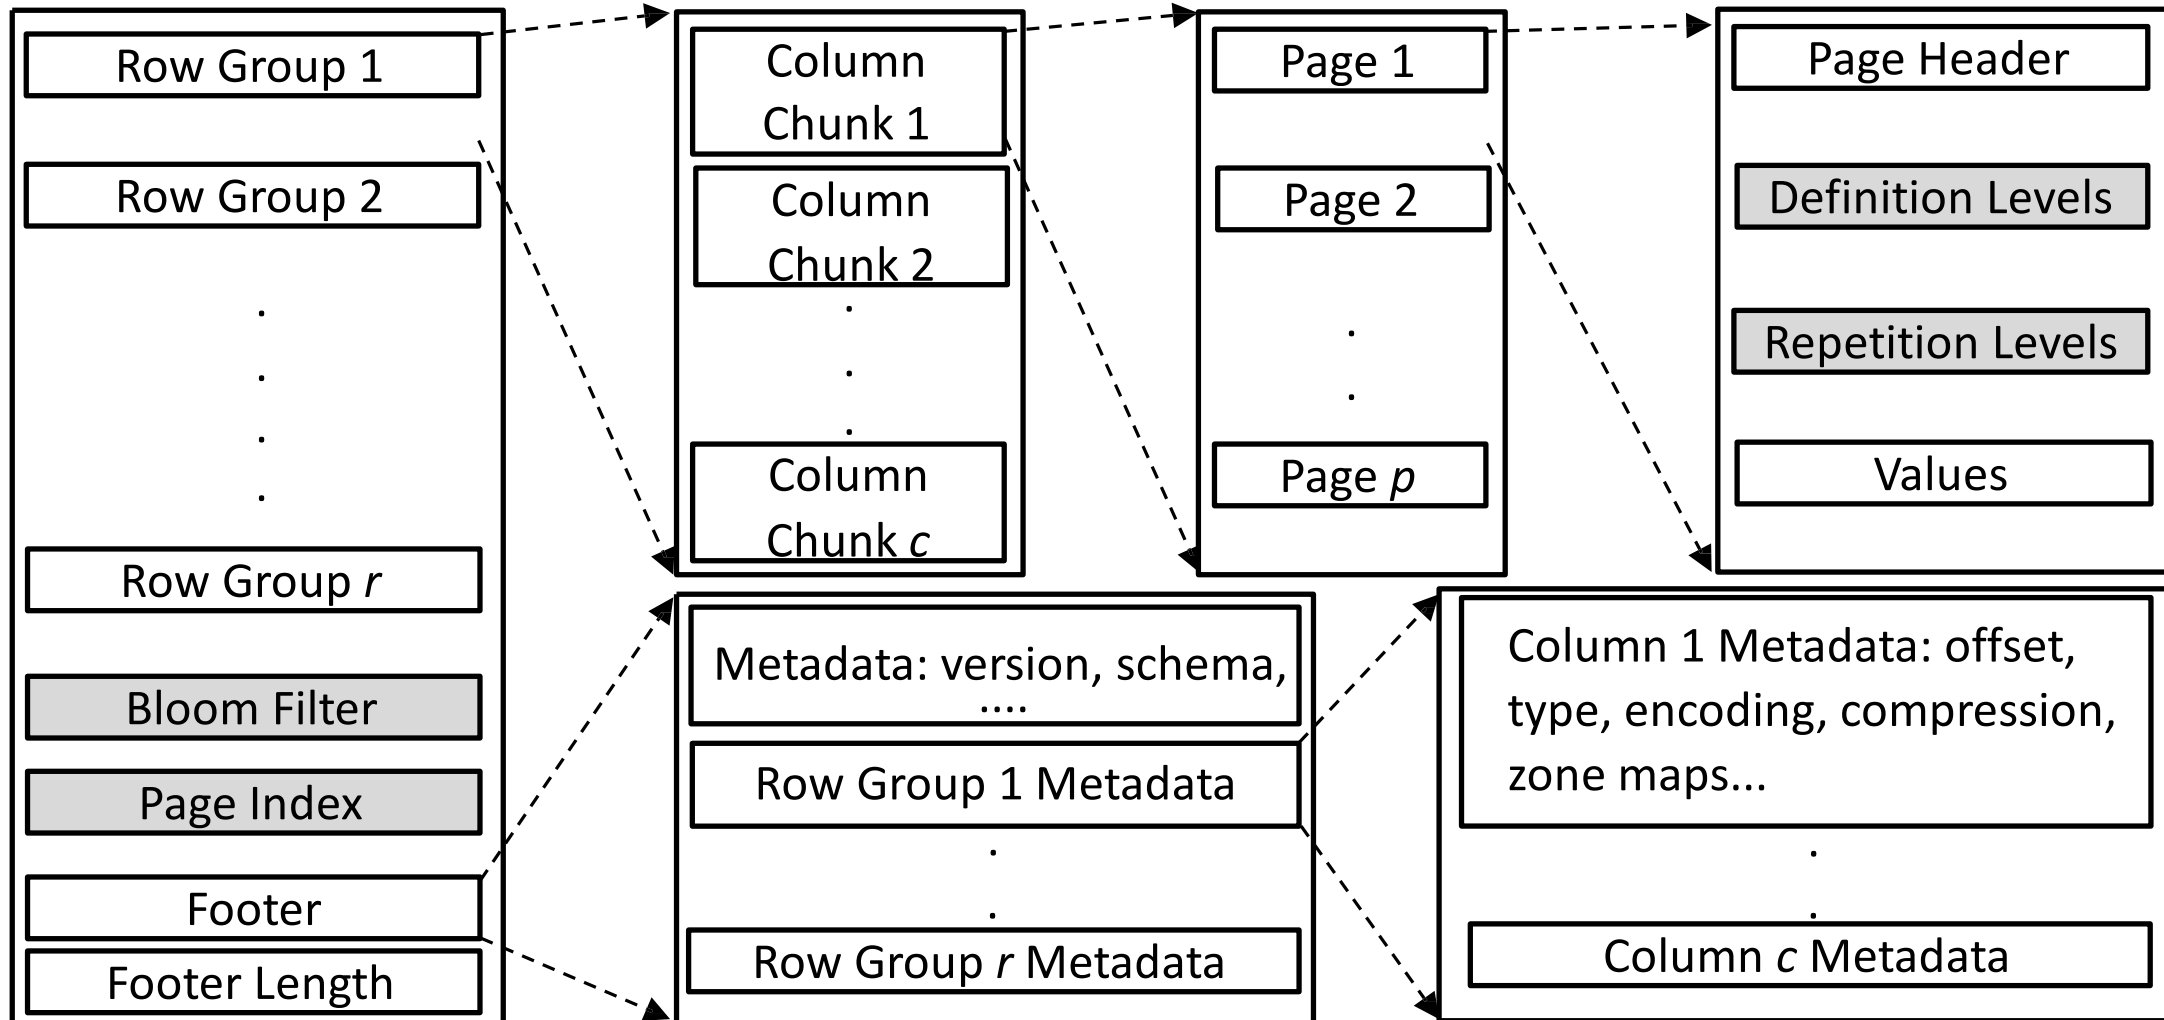 Row Group 1
Row Group 2
.
.
.
.
Row Group r
Bloom Filter
Page Index
Footer
Footer Length
Column
Chunk 1
Column
Chunk 2
.
.
.
Column
Chunk c
Page 1
Page 2
.
.
Page p
Page Header
Definition Levels
Repetition Levels
Values
Metadata: version, schema,
....
Row Group 1 Metadata
.
.
Row Group r Metadata
Column 1 Metadata: offset,
type, encoding, compression,
zone maps...
.
.
Column c Metadata